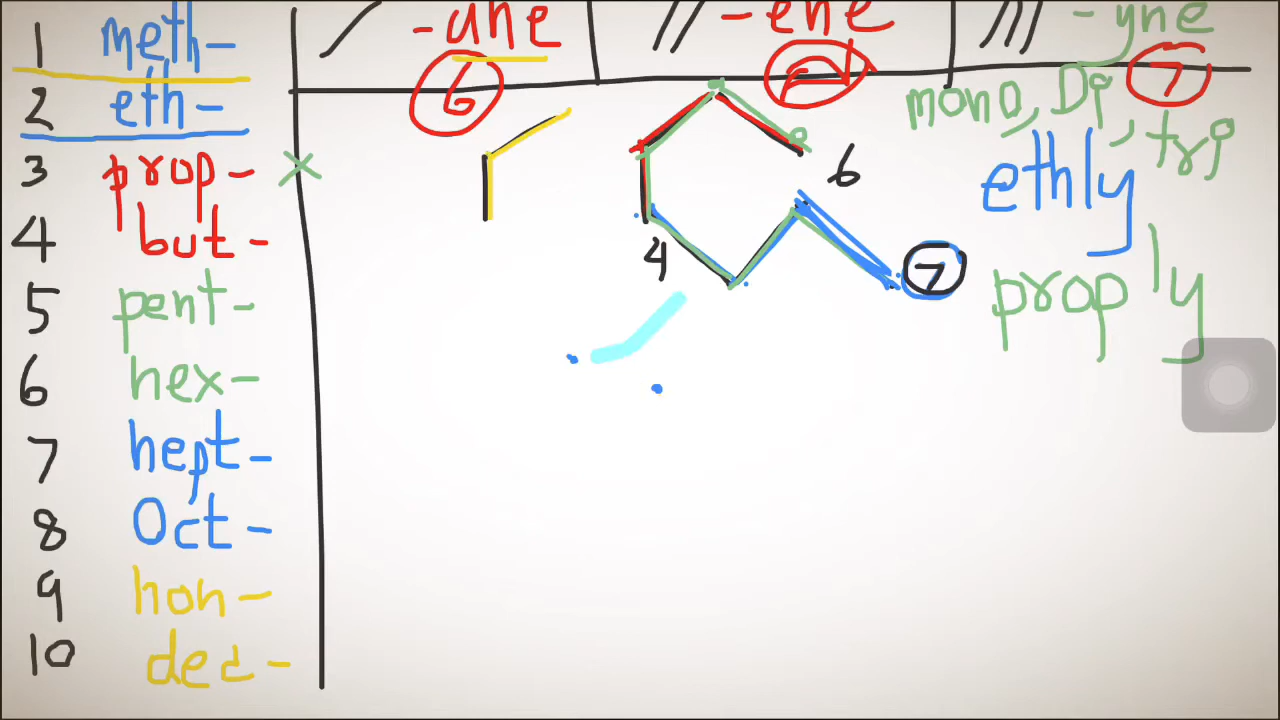 1 meth-
2 eth-
3 prop-
4 but-
5 pent-
6 hex-
7 hept-
8 Oct-
9 non-
10 dec-
-ane
-ene
-yne
6
7
mono, Di, tri
ethly
proply
6
4
7